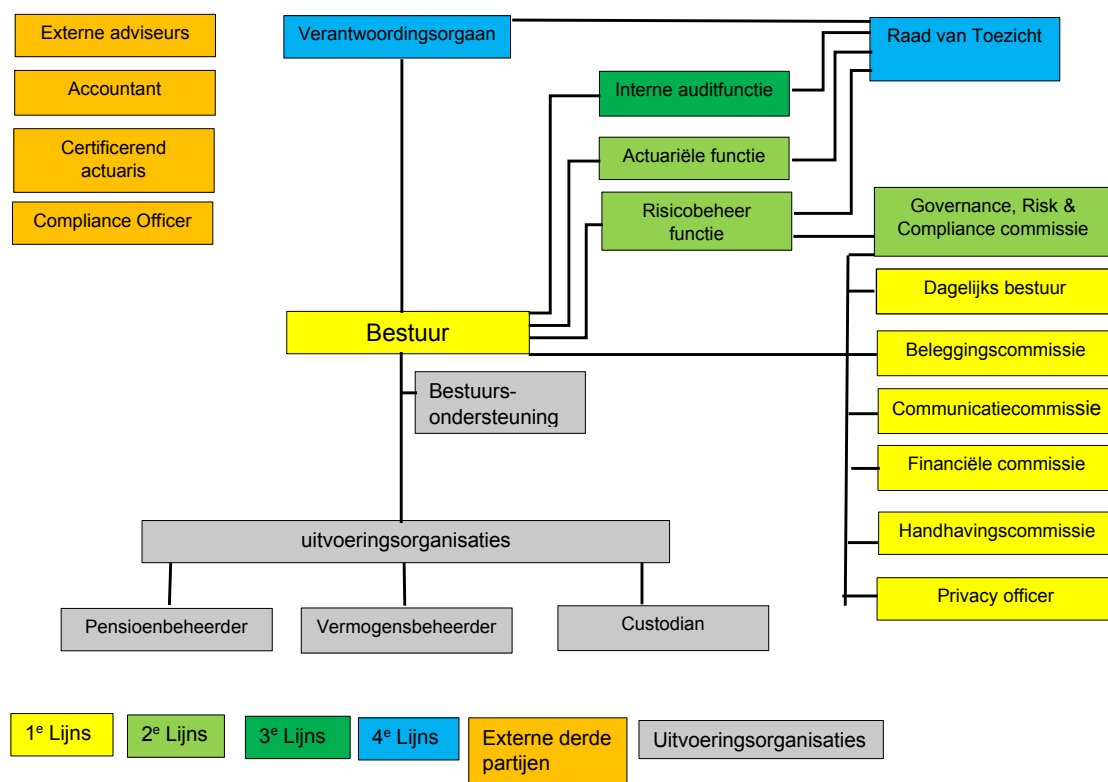 Externe adviseurs
Accountant
Certificerend
actuaris
Compliance Officer
Verantwoordingsorgaan
Raad van Toezicht
Interne auditfunctie
Actuariële functie
Risicobeheer
functie
Governance, Risk &
Compliance commissie
Dagelijks bestuur
Bestuur
Beleggingscommissie
Bestuurs-
ondersteuning
Communicatiecommissie
Financiële commissie
Handhavingscommissie
Privacy officer
uitvoeringsorganisaties
Pensioenbeheerder
Vermogensbeheerder
Custodian
1e Lijns
2e Lijns
3e Lijns
4e Lijns
Externe derde
partijen
Uitvoeringsorganisaties